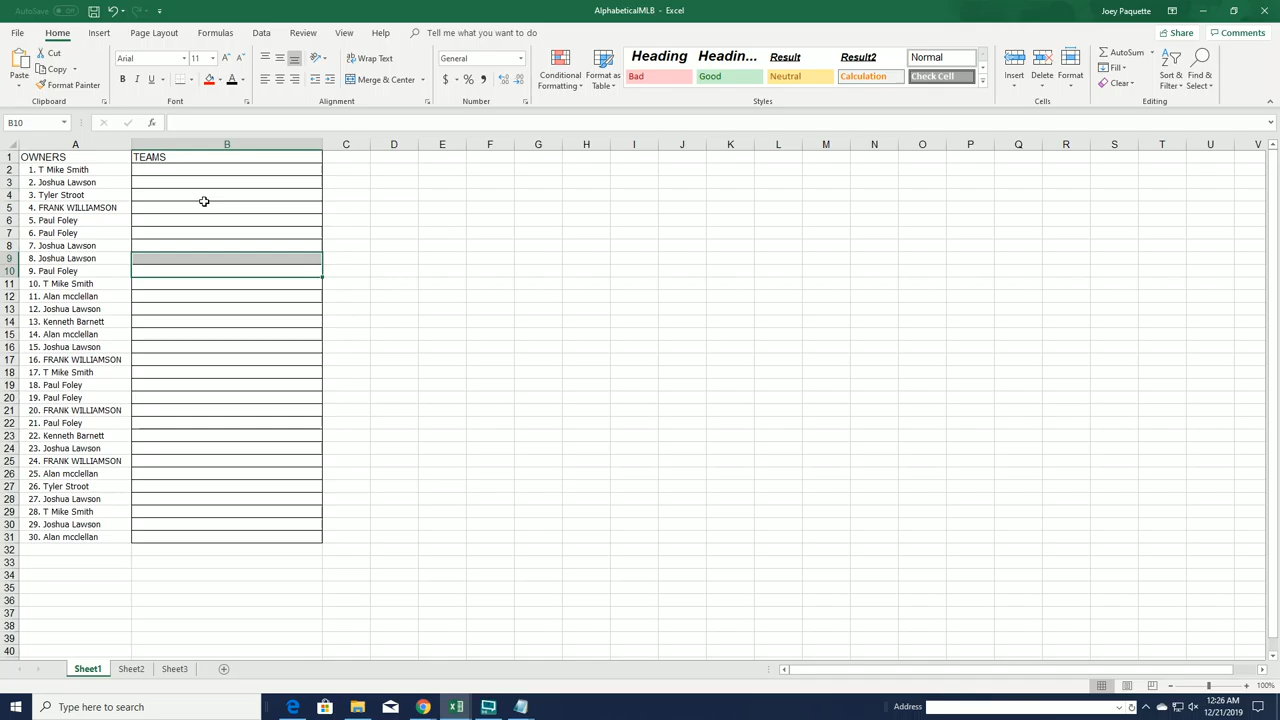 AutoSave Off
AlphabeticalMLB - Excel
Joey Paquette
File Home Insert Page Layout Formulas Data Review View Help Tell me what you want to do
Share Comments
Paste Cut Copy Format Painter Clipboard
Arial 11 B I U Font
Wrap Text Merge & Center Alignment
General $ % Number
Conditional Formatting Format as Table
Heading Headin... Result Result2 Normal
Bad Good Neutral Calculation Check Cell
Styles
Insert Delete Format Cells
AutoSum Fill Clear Sort & Filter Find & Select Editing
B10 fx
A B C D E F G H I J K L M N O P Q R S T U V
1 OWNERS TEAMS
2 1. T Mike Smith
3 2. Joshua Lawson
4 3. Tyler Stroot
5 4. FRANK WILLIAMSON
6 5. Paul Foley
7 6. Paul Foley
8 7. Joshua Lawson
9 8. Joshua Lawson
10 9. Paul Foley
11 10. T Mike Smith
12 11. Alan mcclellan
13 12. Joshua Lawson
14 13. Kenneth Barnett
15 14. Alan mcclellan
16 15. Joshua Lawson
17 16. FRANK WILLIAMSON
18 17. T Mike Smith
19 18. Paul Foley
20 19. Paul Foley
21 20. FRANK WILLIAMSON
22 21. Paul Foley
23 22. Kenneth Barnett
24 23. Joshua Lawson
25 24. FRANK WILLIAMSON
26 25. Alan mcclellan
27 26. Tyler Stroot
28 27. Joshua Lawson
29 28. T Mike Smith
30 29. Joshua Lawson
31 30. Alan mcclellan
32
33
34
35
36
37
38
39
40
Sheet1 Sheet2 Sheet3
100%
Type here to search
Address
12:26 AM
12/21/2019